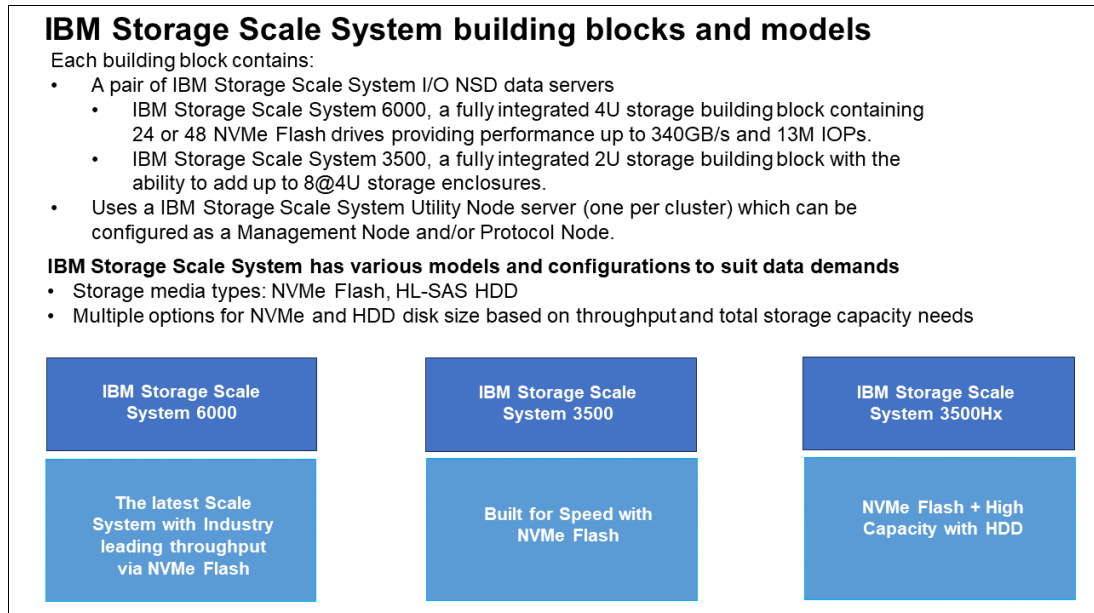 IBM Storage Scale System building blocks and models
Each building block contains:
• A pair of IBM Storage Scale System I/O NSD data servers
• IBM Storage Scale System 6000, a fully integrated 4U storage building block containing
24 or 48 NVMe Flash drives providing performance up to 340GB/s and 13M IOPs.
• IBM Storage Scale System 3500, a fully integrated 2U storage building block with the
ability to add up to 8@4U storage enclosures.
• Uses a IBM Storage Scale System Utility Node server (one per cluster) which can be
configured as a Management Node and/or Protocol Node.
IBM Storage Scale System has various models and configurations to suit data demands
• Storage media types: NVMe Flash, HL-SAS HDD
• Multiple options for NVMe and HDD disk size based on throughput and total storage capacity needs
IBM Storage Scale
System 6000
The latest Scale
System with Industry
leading throughput
via NVMe Flash
IBM Storage Scale
System 3500
Built for Speed with
NVMe Flash
IBM Storage Scale
System 3500Hx
NVMe Flash + High
Capacity with HDD